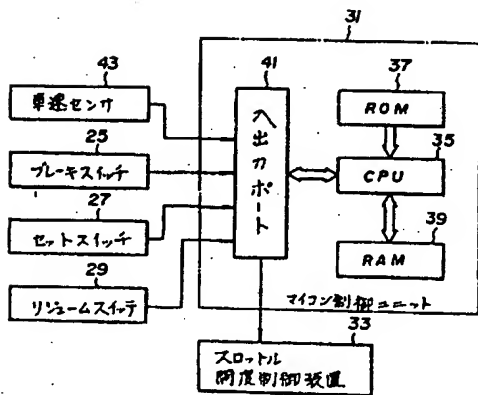 31
43
車速センサ
25
ブレーキスイッチ
27
セットスイッチ
29
リジュームスイッチ
41
入出力ポート
37
ROM
35
CPU
39
RAM
マイコン制御ユニット
33
スロットル
開度制御装置